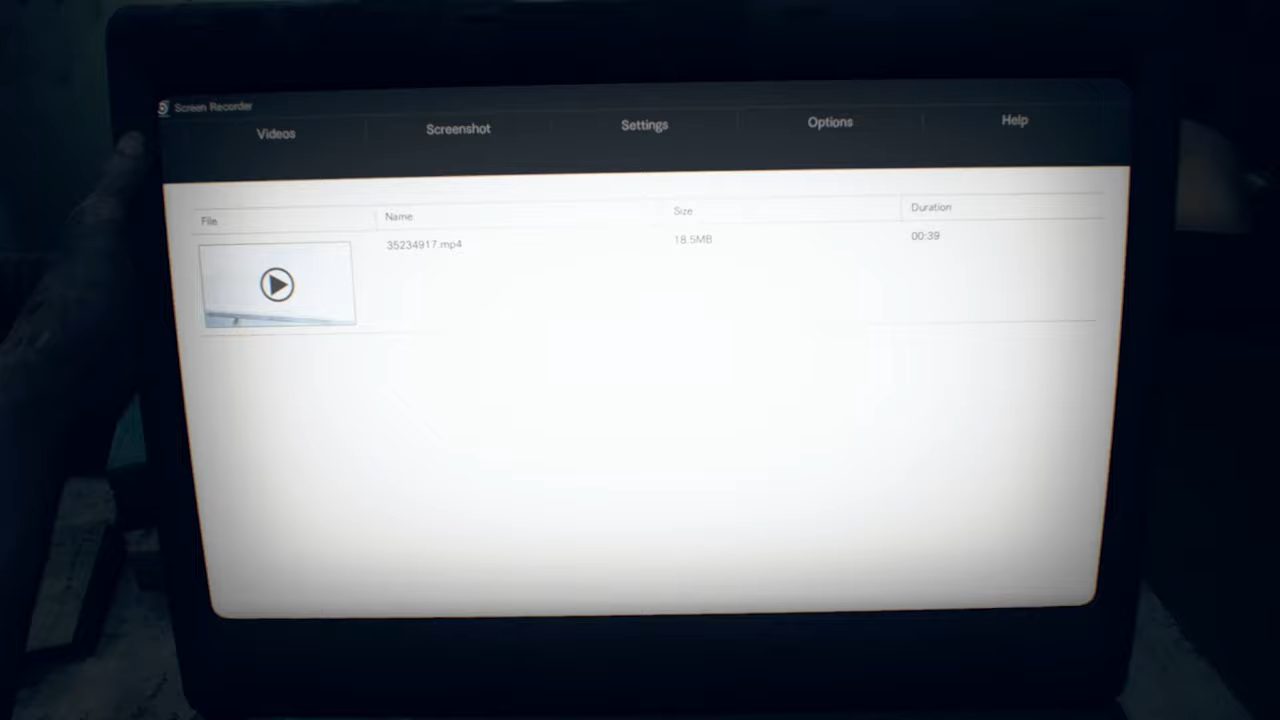 Screen Recorder
Videos Screenshot Settings Options Help
File Name Size Duration
35234917.mp4 18.5MB 00:39